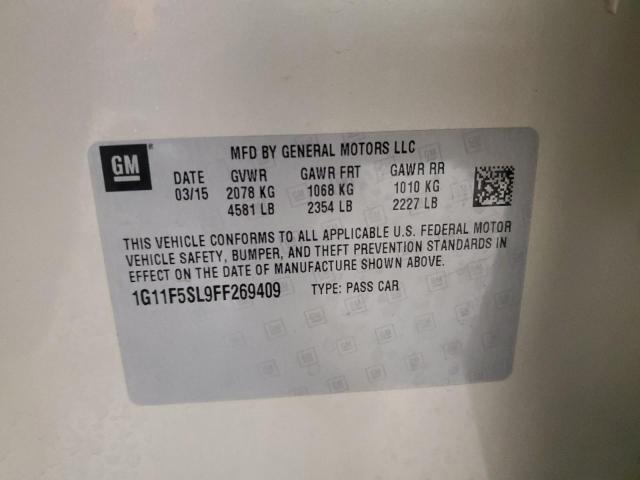 GM
MFD BY GENERAL MOTORS LLC
DATE GVWR GAWR FRT GAWR RR
03/15 2078 KG 1068 KG 1010 KG
4581 LB 2354 LB 2227 LB
THIS VEHICLE CONFORMS TO ALL APPLICABLE U.S. FEDERAL MOTOR
VEHICLE SAFETY, BUMPER, AND THEFT PREVENTION STANDARDS IN
EFFECT ON THE DATE OF MANUFACTURE SHOWN ABOVE.
1G11F5SL9FF269409 TYPE: PASS CAR